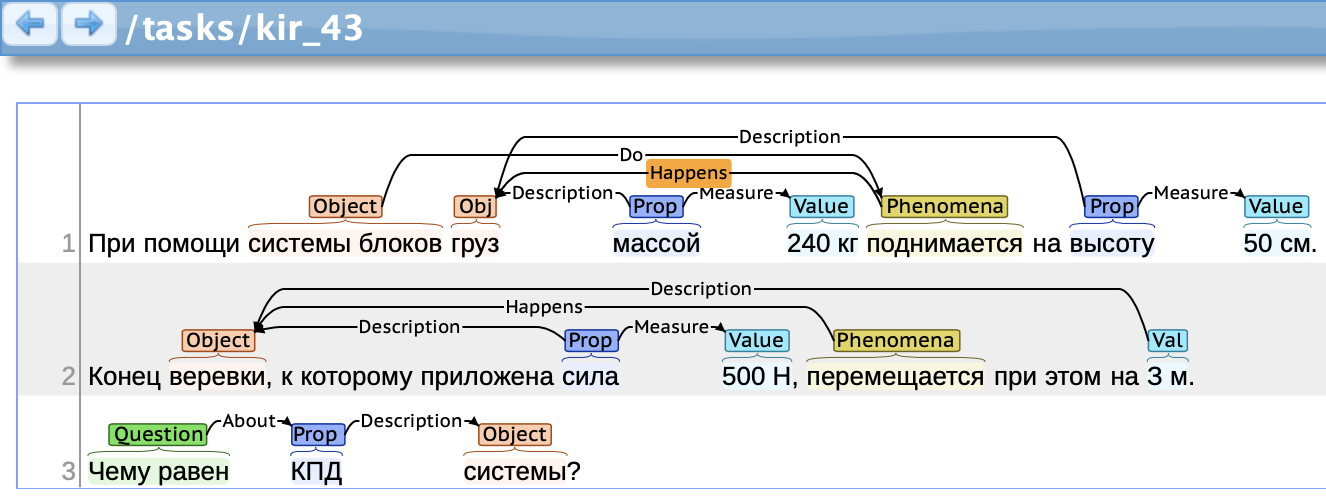 /tasks/kir_43
Description
Do
Happens
Description Measure Measure
Object Obj Prop Value Phenomena Prop Value
1 При помощи системы блоков груз массой 240 кг поднимается на высоту 50 см.
Description
Happens
Description Measure
Object Prop Value Phenomena Val
2 Конец веревки, к которому приложена сила 500 Н, перемещается при этом на 3 м.
About Description
Question Prop Object
3 Чему равен КПД системы?